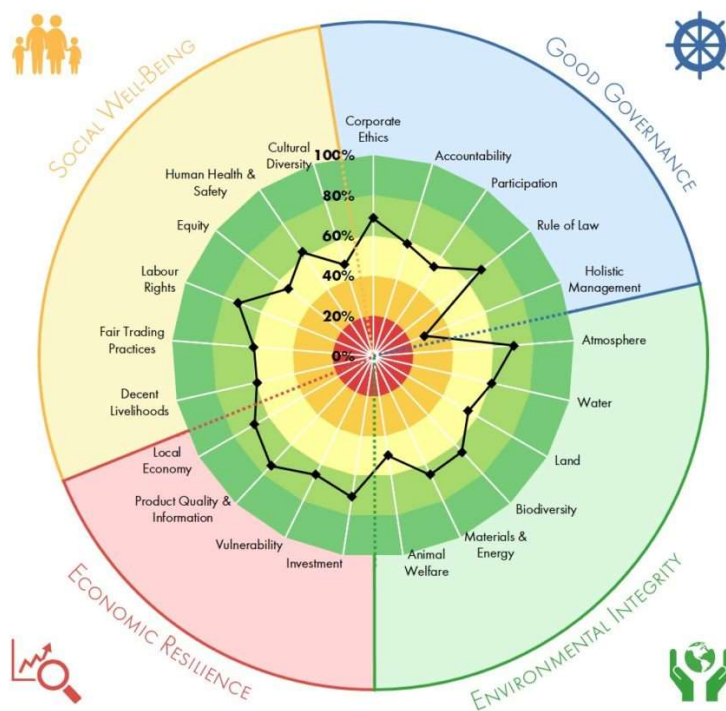 SOCIAL WELL-BEING
GOOD GOVERNANCE
Corporate
Ethics
Accountability
Participation
Rule of Law
Holistic
Management
Atmosphere
Water
Land
Biodiversity
Materials &
Energy
Animal
Welfare
Investment
Vulnerability
Product Quality &
Information
Local
Economy
Decent
Livelihoods
Fair Trading
Practices
Labour
Rights
Equity
Human Health &
Safety
Cultural
Diversity
100%
80%
60%
40%
20%
0%
ECONOMIC RESILIENCE
ENVIRONMENTAL INTEGRITY